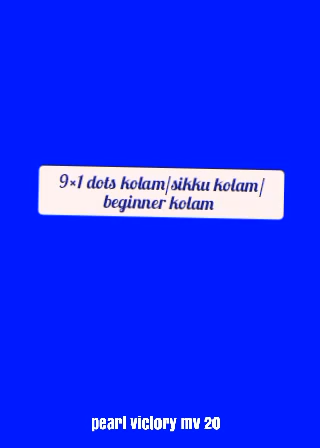 9×1 dots kolam/sikku kolam/
beginner kolam
pearl victory mv 20